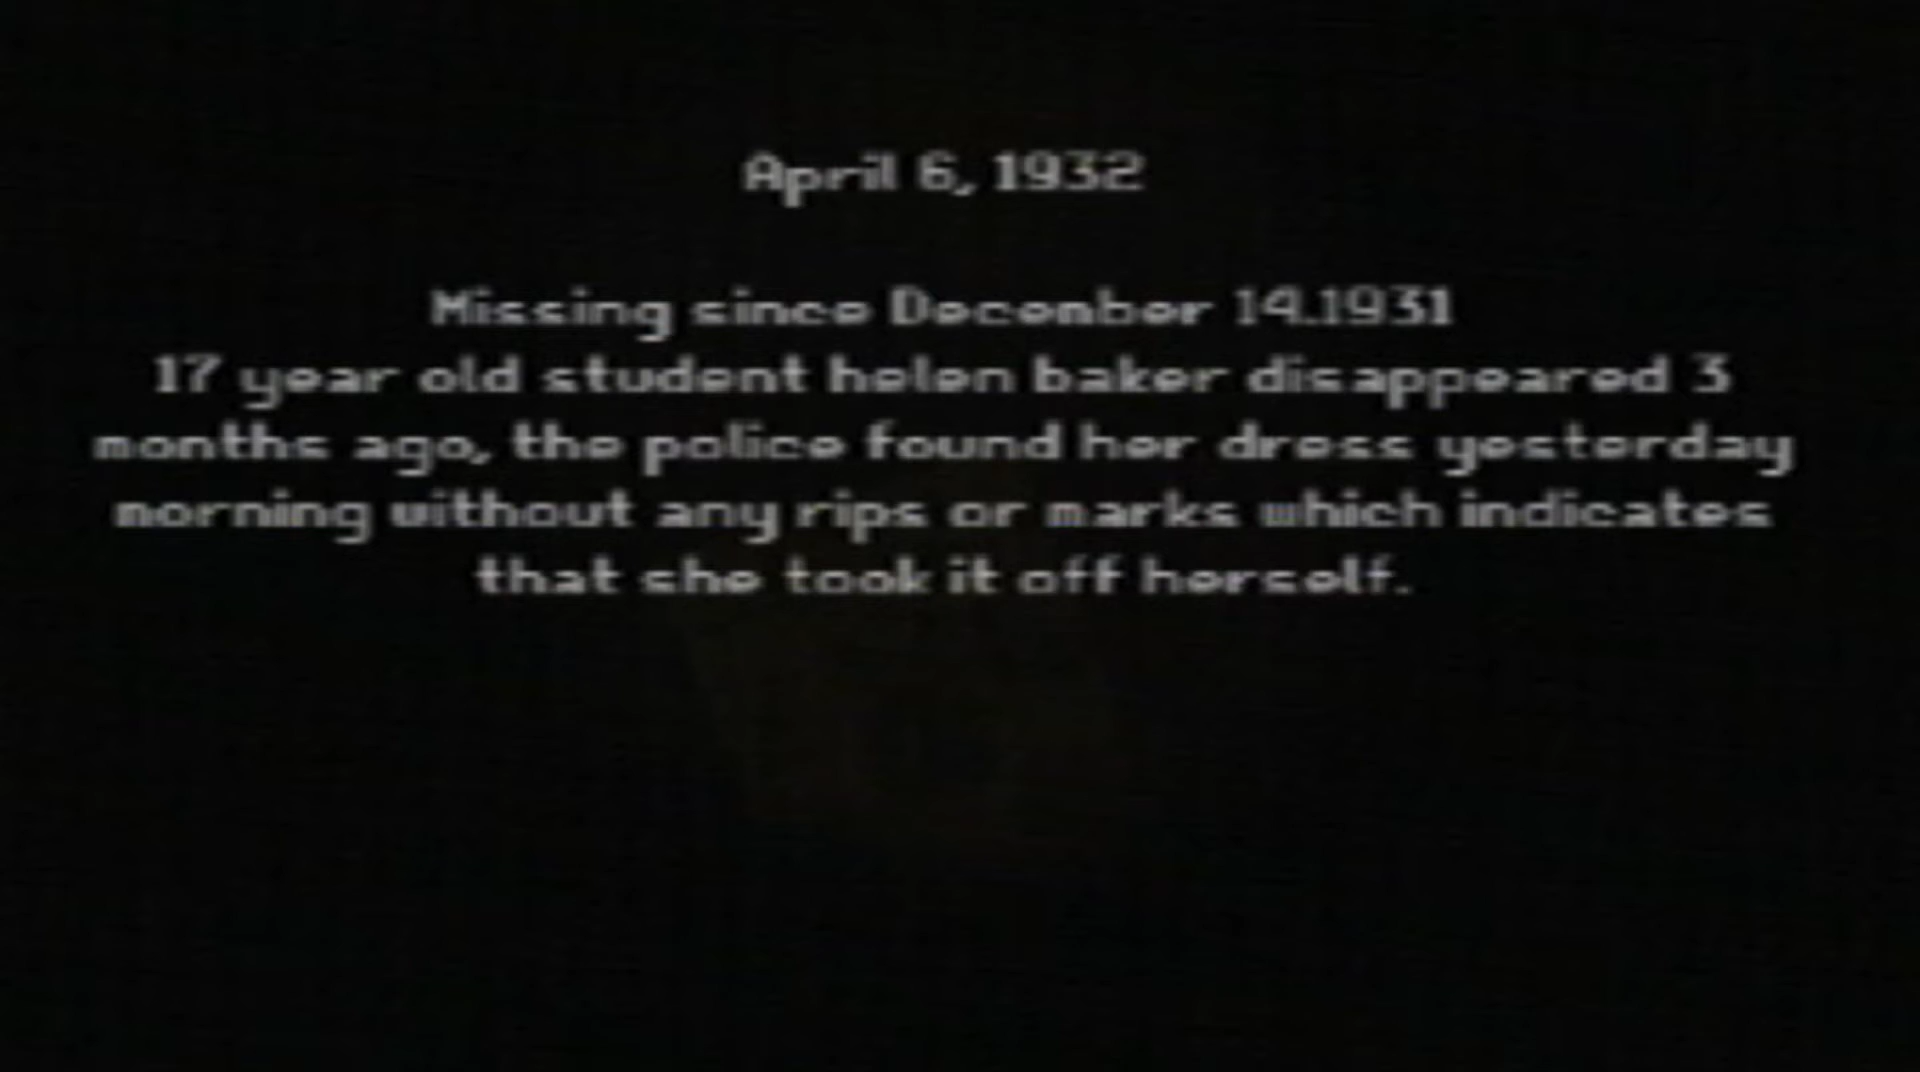 April 6, 1932
Missing since December 14.1931
17 year old student helen baker disappeared 3
months ago, the police found her dress yesterday
morning without any rips or marks which indicates
that she took it off herself.